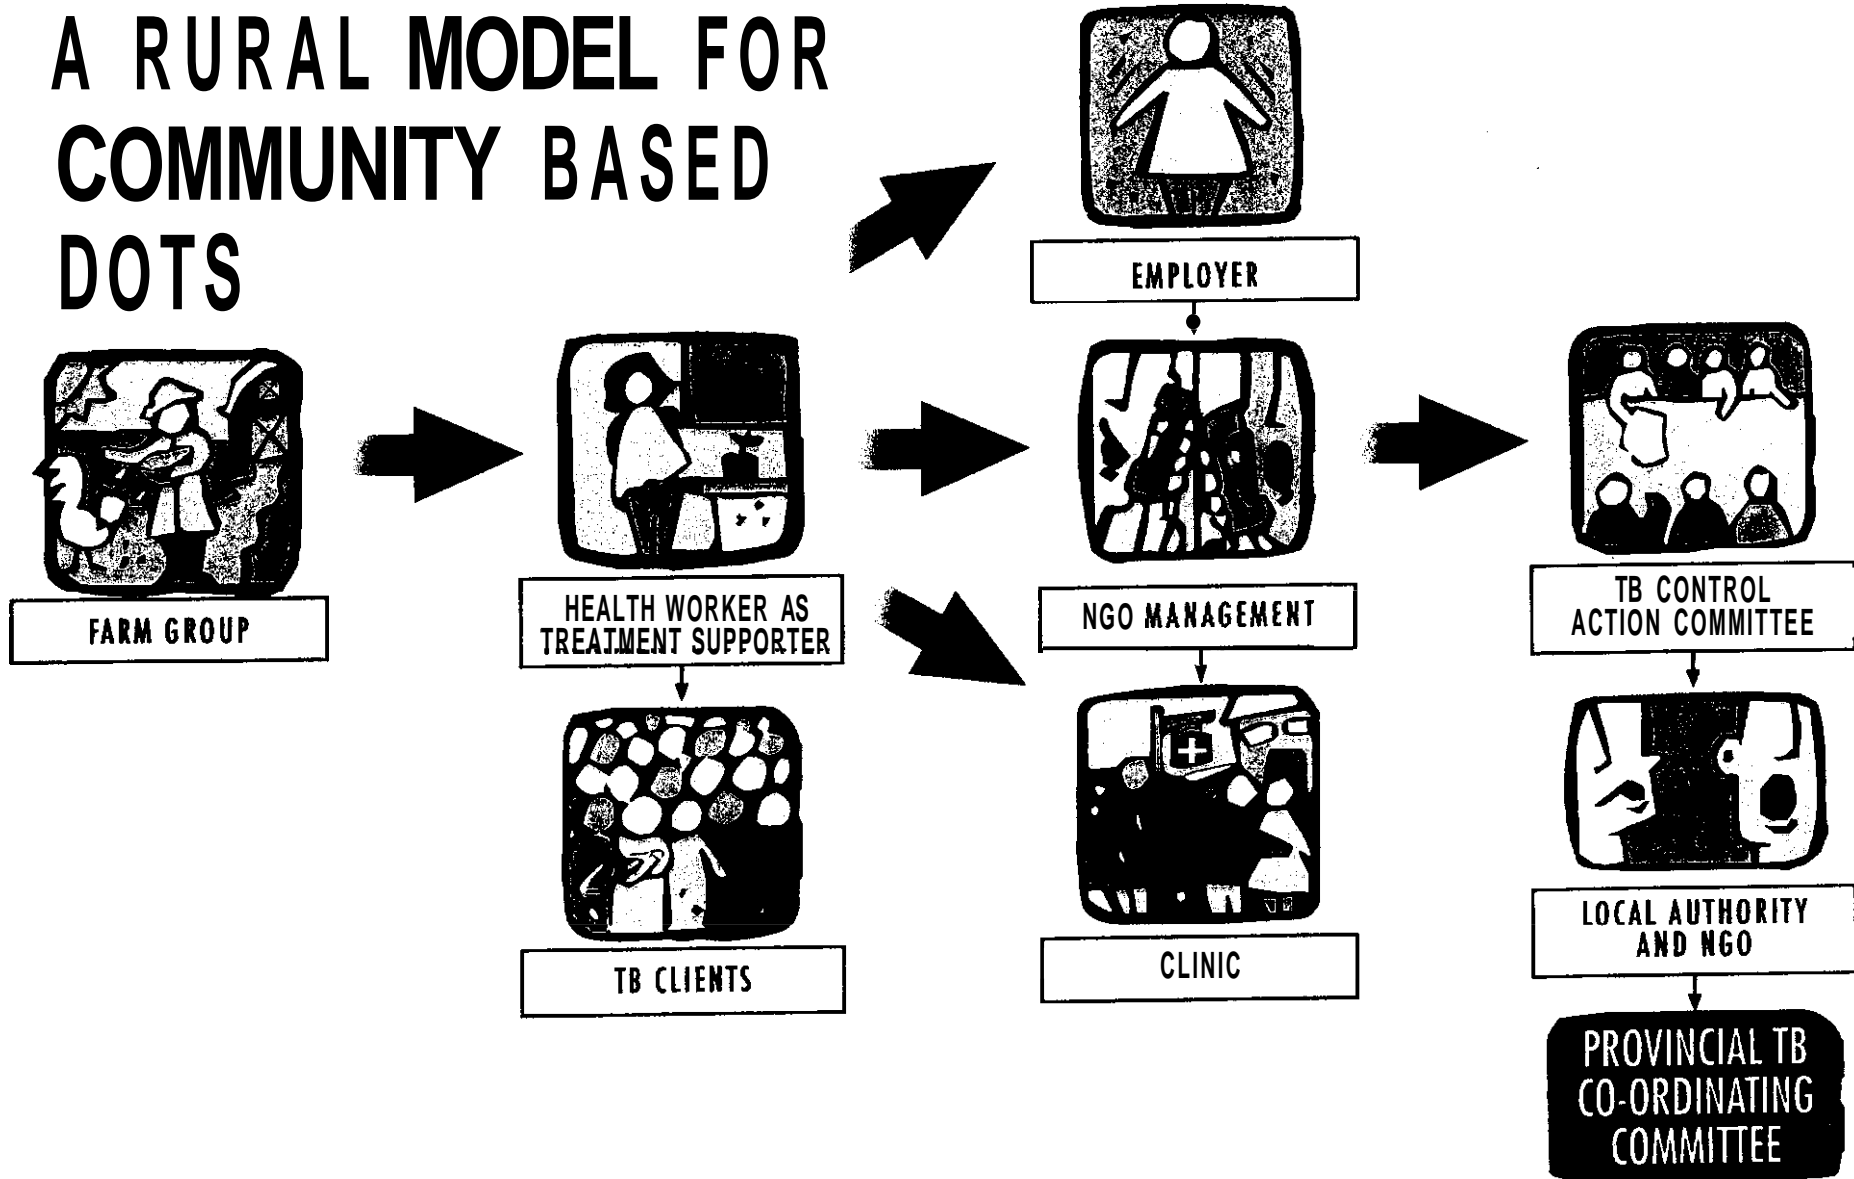 A RURAL MODEL FOR
COMMUNITY BASED
DOTS
EMPLOYER
FARM GROUP
HEALTH WORKER AS
TREATMENT SUPPORTER
NGO MANAGEMENT
TB CONTROL
ACTION COMMITTEE
TB CLIENTS
CLINIC
LOCAL AUTHORITY
AND NGO
PROVINCIAL TB
CO-ORDINATING
COMMITTEE